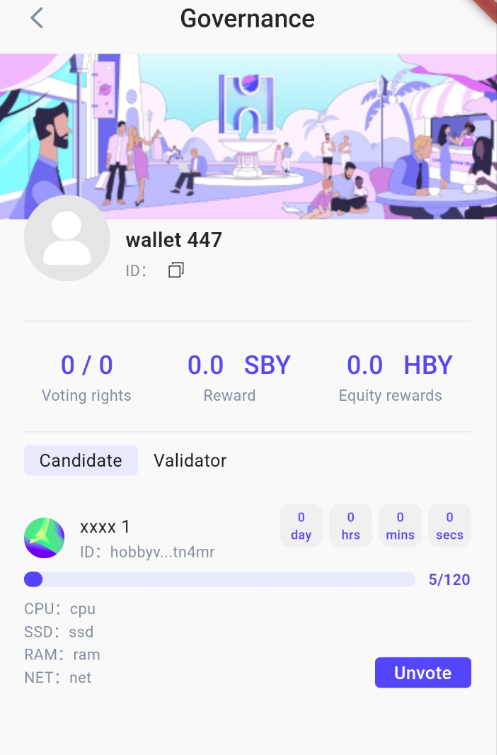 Governance
wallet 447
ID：
0 / 0
Voting rights
0.0 SBY
Reward
0.0 HBY
Equity rewards
Candidate Validator
xxxx 1
ID：hobbyv...tn4mr
0 day
0 hrs
0 mins
0 secs
5/120
CPU：cpu
SSD：ssd
RAM：ram
NET：net
Unvote